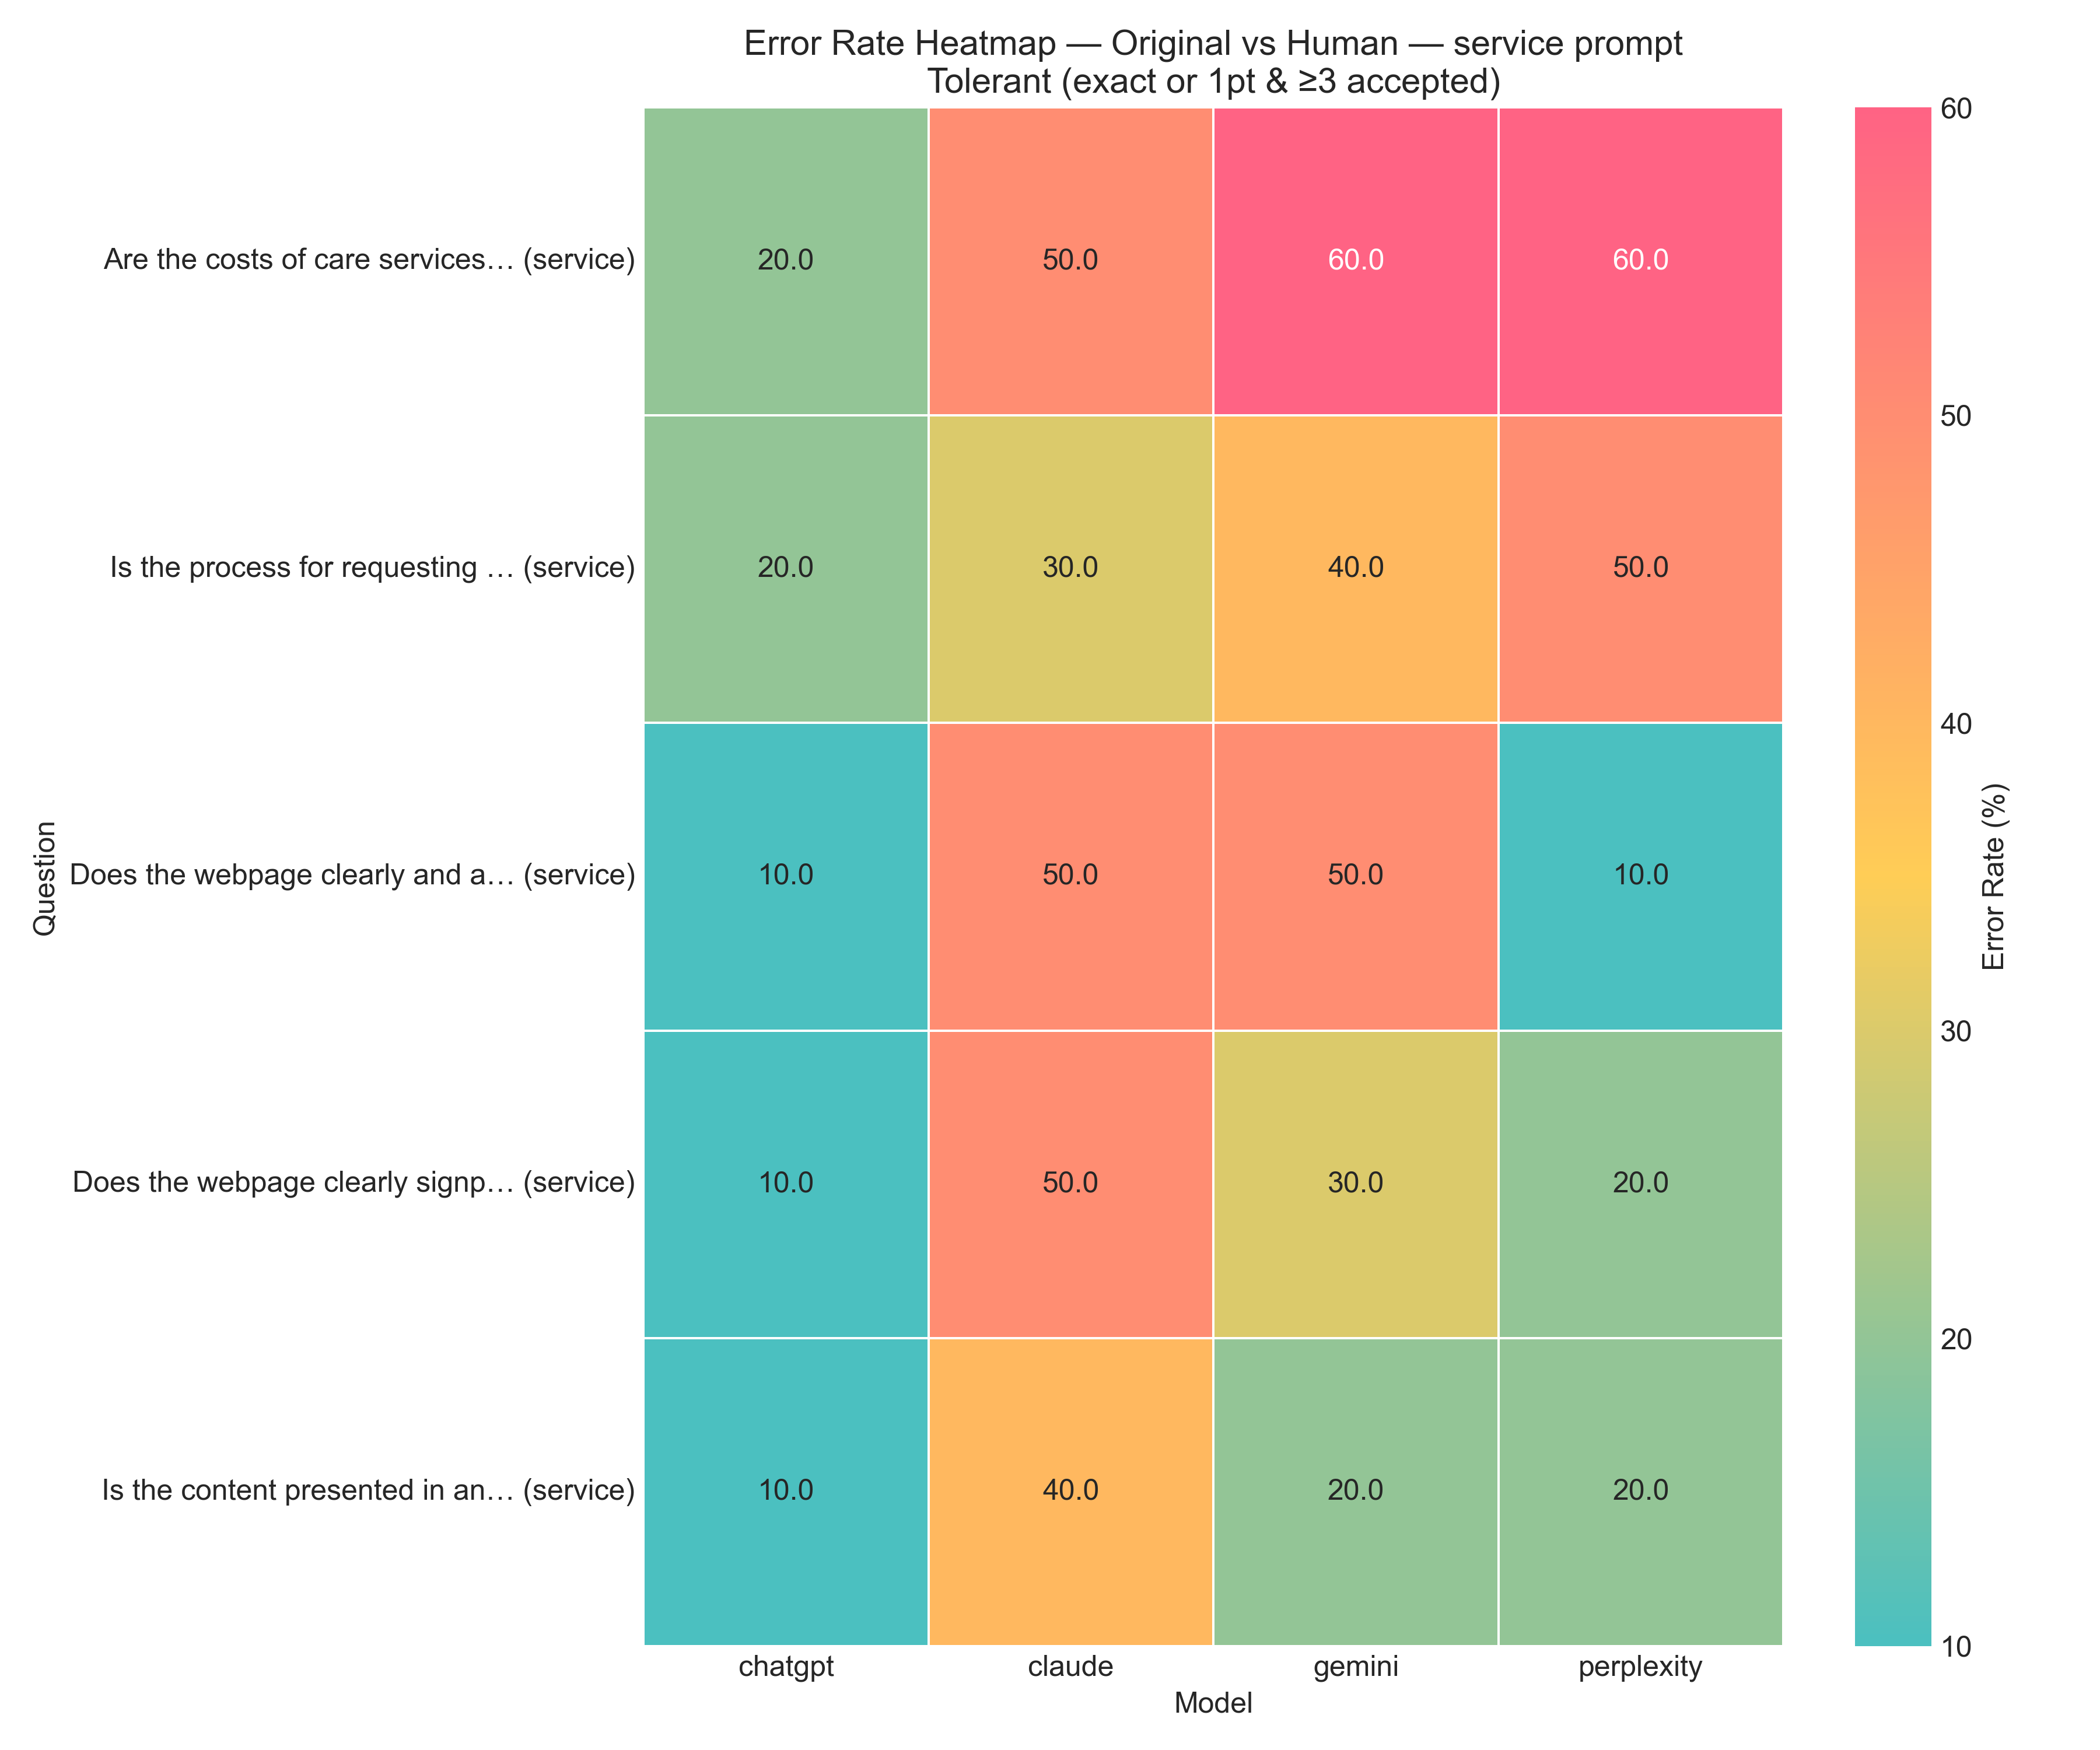 Error Rate Heatmap — Original vs Human — service prompt
Tolerant (exact or 1pt & ≥3 accepted)
Question
Are the costs of care services… (service)
20.0 50.0 60.0 60.0
Is the process for requesting … (service)
20.0 30.0 40.0 50.0
Does the webpage clearly and a… (service)
10.0 50.0 50.0 10.0
Does the webpage clearly signp… (service)
10.0 50.0 30.0 20.0
Is the content presented in an… (service)
10.0 40.0 20.0 20.0
chatgpt claude gemini perplexity
Model
60
50
40
30
20
10
Error Rate (%)